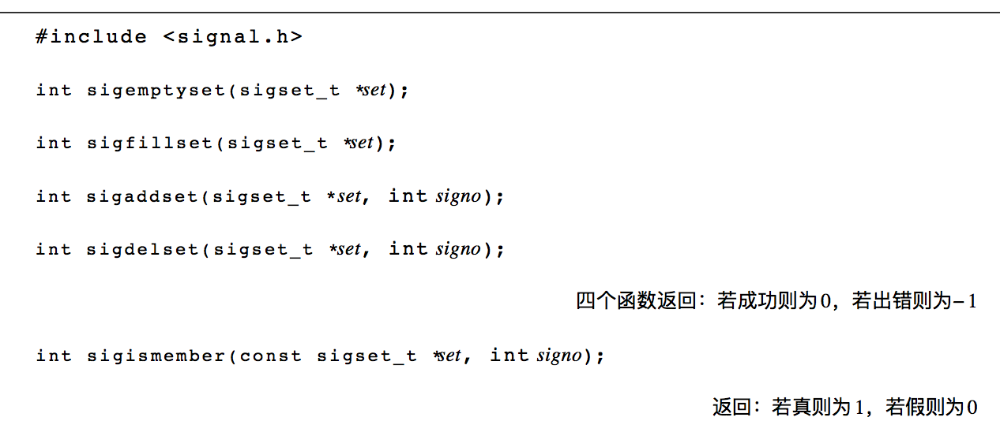 #include <signal.h>
int sigemptyset(sigset_t *set);
int sigfillset(sigset_t *set);
int sigaddset(sigset_t *set, int signo);
int sigdelset(sigset_t *set, int signo);
四个函数返回：若成功则为0，若出错则为–1
int sigismember(const sigset_t *set, int signo);
返回：若真则为1，若假则为0